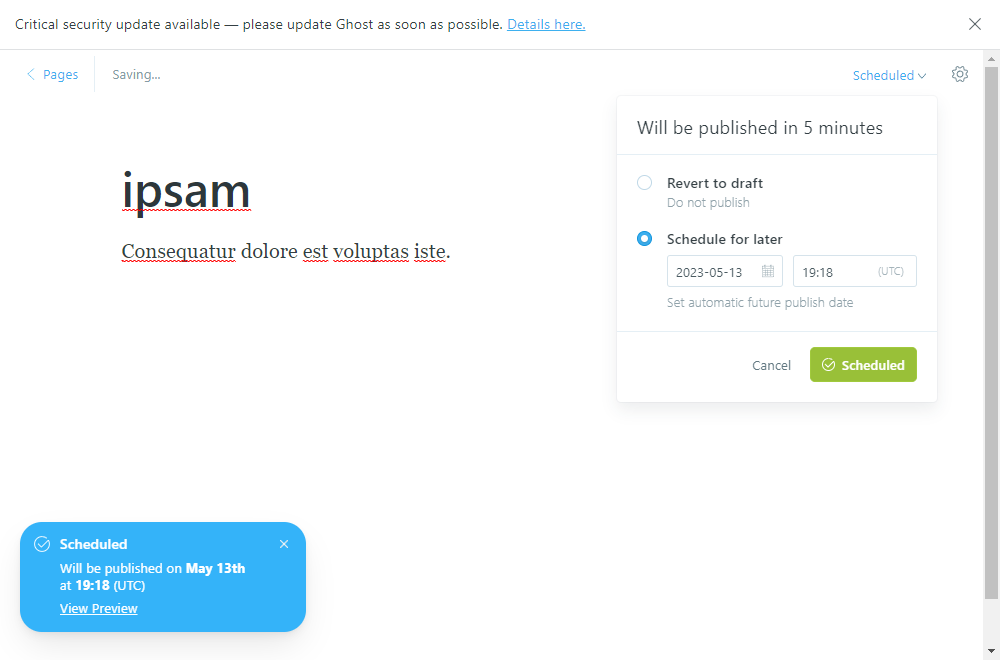 Critical security update available — please update Ghost as soon as possible. Details here.
Pages
Saving...
Scheduled
Will be published in 5 minutes
ipsam
Revert to draft
Do not publish
Consequatur dolore est voluptas iste.
Schedule for later
2023-05-13
19:18 (UTC)
Set automatic future publish date
Cancel
Scheduled
Scheduled
Will be published on May 13th
at 19:18 (UTC)
View Preview